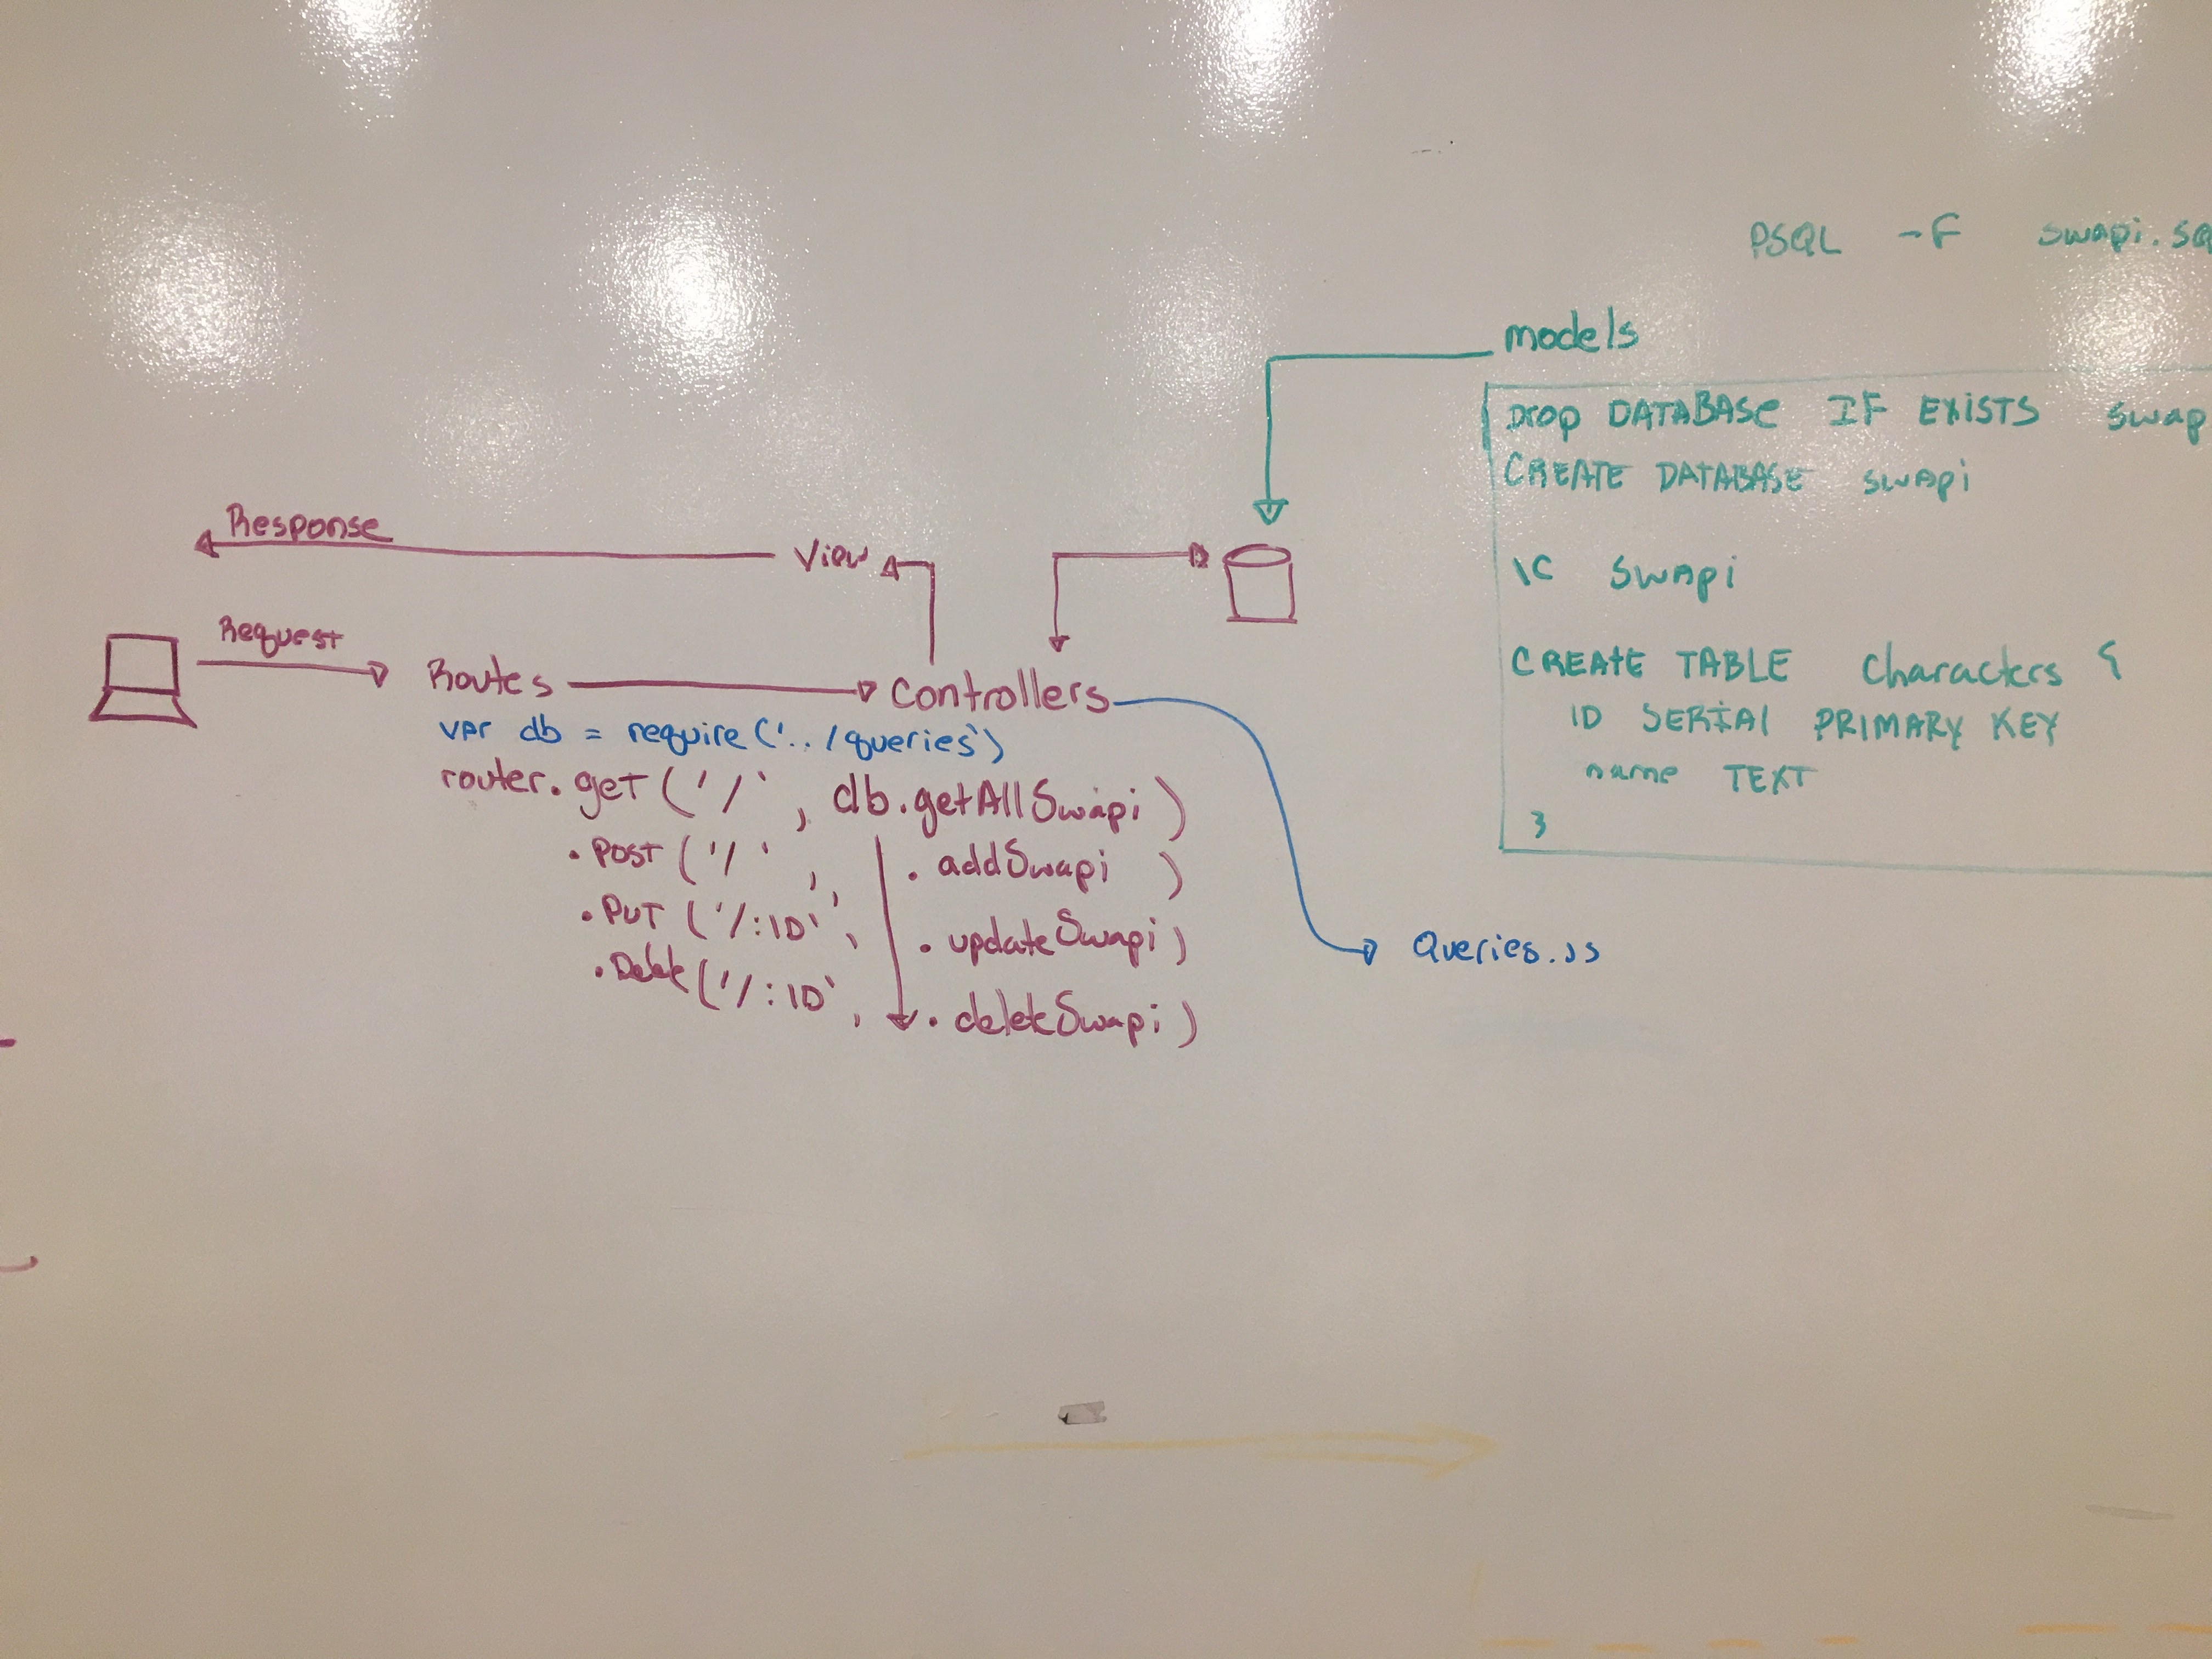 PSQL -F swapi.sq
models
Drop DATABASE IF EXISTS swap
CREATE DATABASE swapi
\c swapi
CREATE TABLE characters {
ID SERIAL PRIMARY KEY
name TEXT
}
Response
View
Request
Routes
controllers
var db = require('../queries')
router.get('/', db.getAllSwapi)
.Post('/', .addSwapi)
.Put('/:ID', .updateSwapi)
.Delete('/:ID', .deleteSwapi)
Queries.js